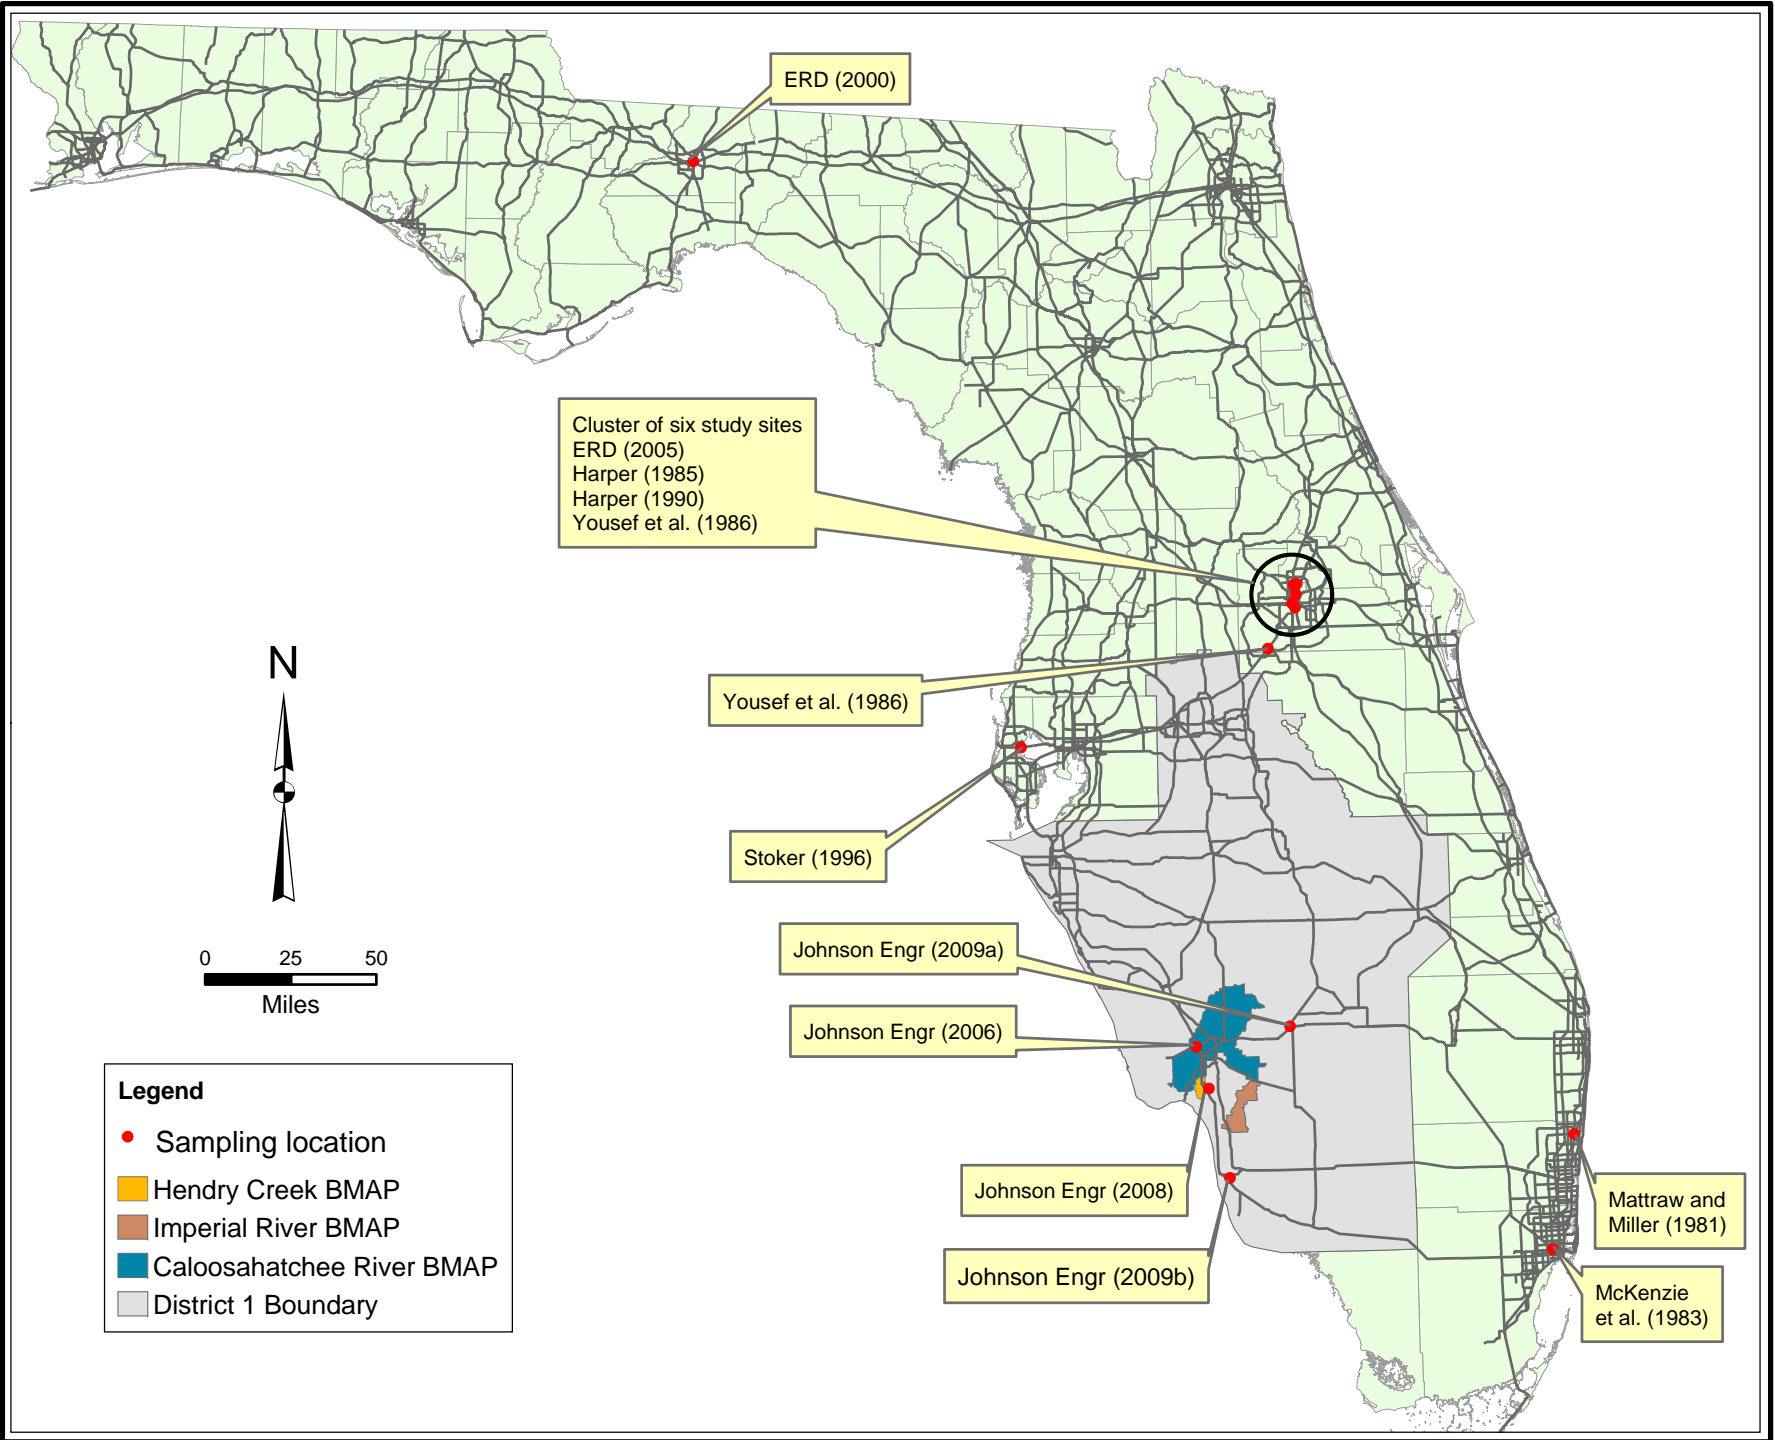 ERD (2000)
Cluster of six study sites
ERD (2005)
Harper (1985)
Harper (1990)
Yousef et al. (1986)
N
Yousef et al. (1986)
Stoker (1996)
0 25 50
Miles
Johnson Engr (2009a)
Johnson Engr (2006)
Legend
Sampling location
Hendry Creek BMAP
Imperial River BMAP
Caloosahatchee River BMAP
District 1 Boundary
Johnson Engr (2008)
Johnson Engr (2009b)
Mattraw and
Miller (1981)
McKenzie
et al. (1983)